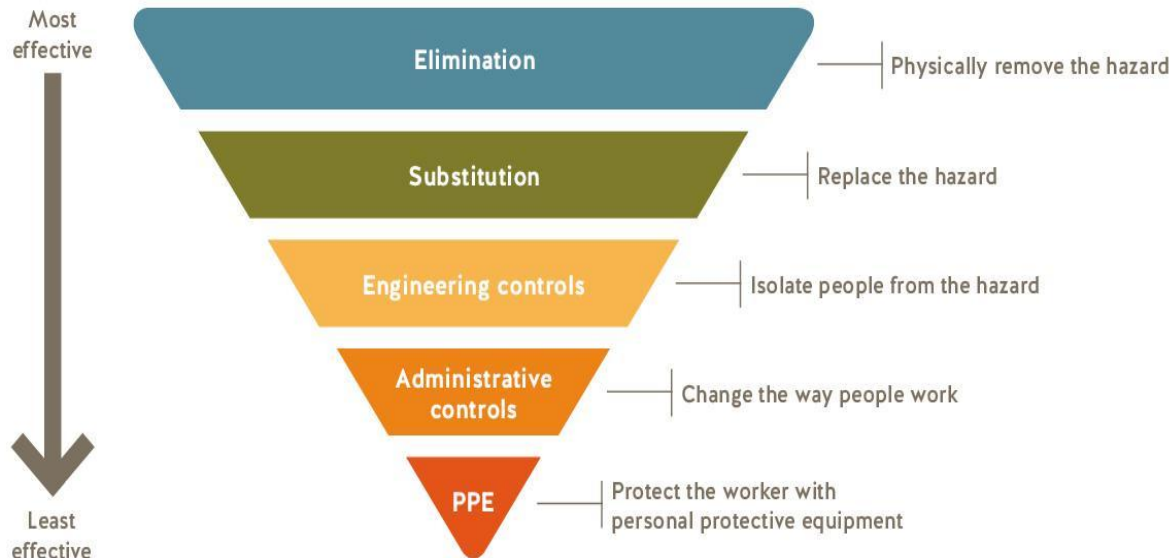 Most
effective
Elimination
Physically remove the hazard
Substitution
Replace the hazard
Engineering controls
Isolate people from the hazard
Administrative
controls
Change the way people work
PPE
Protect the worker with
personal protective equipment
Least
effective